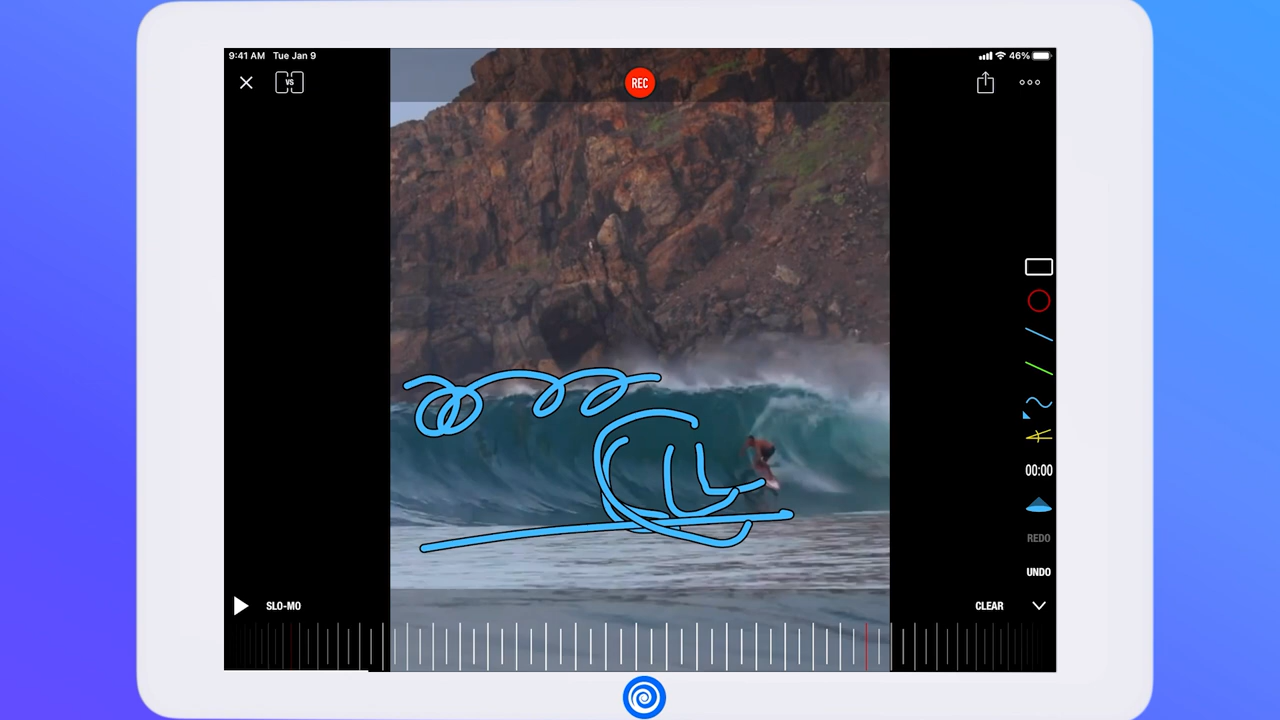 9:41 AM Tue Jan 9 46%
VS
REC
00:00
REDO
UNDO
SLO-MO CLEAR